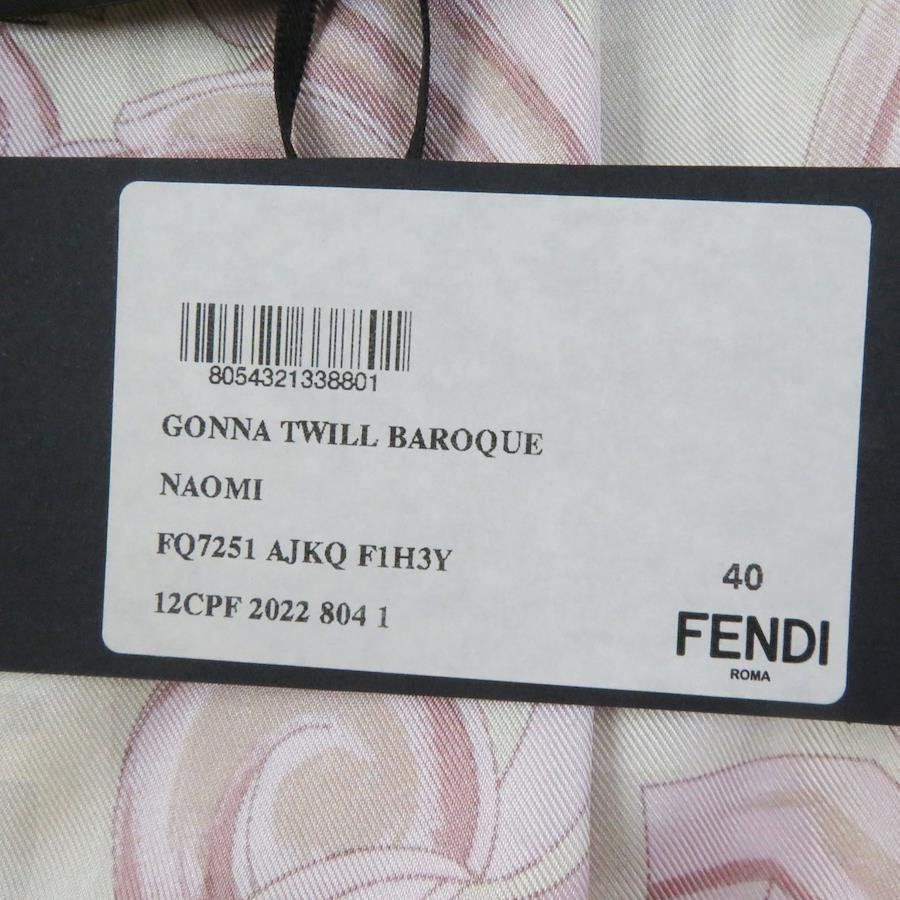 8054321338801
GONNA TWILL BAROQUE
NAOMI
FQ7251 AJKQ F1H3Y
12CPF 2022 804 1
40
FENDI
ROMA